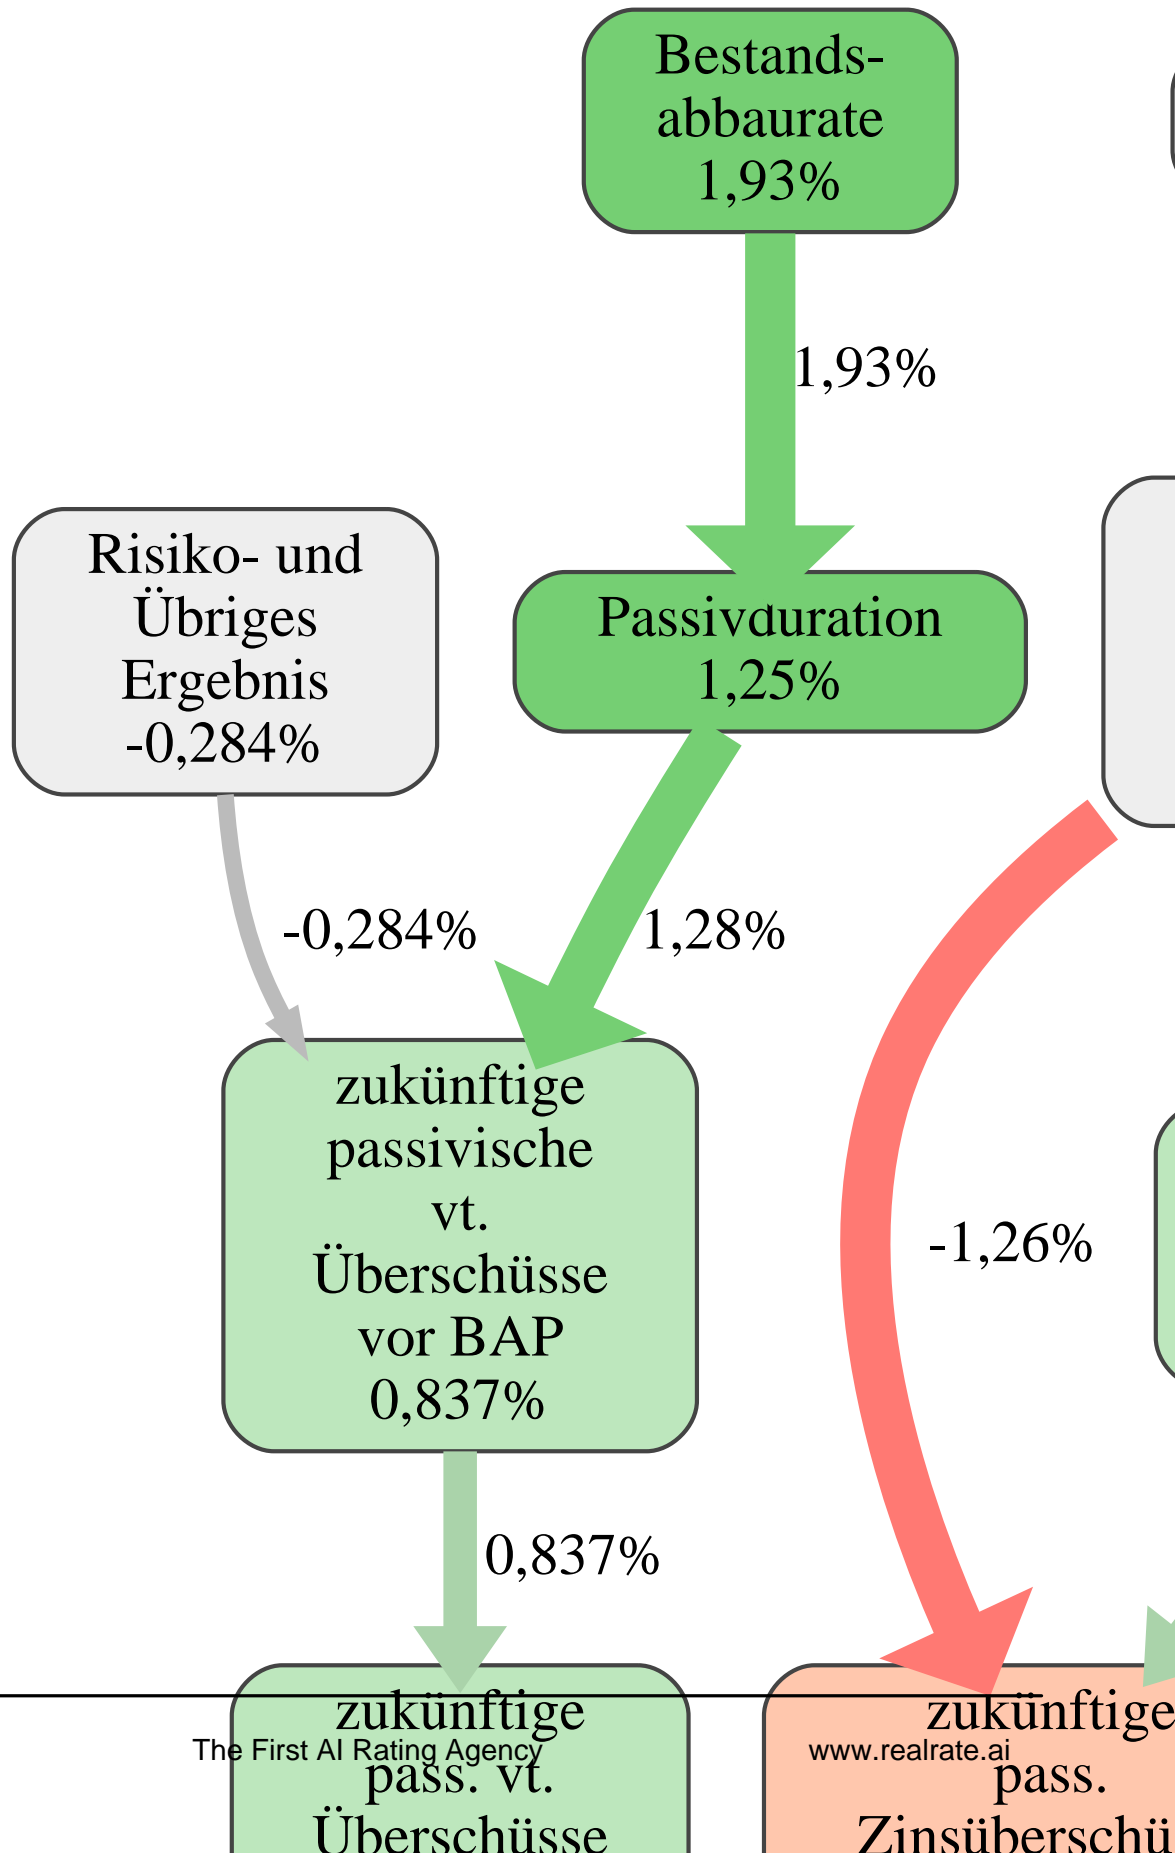 Bestands-
abbaurate
1,93%
1,93%
Risiko- und
Übriges
Ergebnis
-0,284%
Passivduration
1,25%
-0,284%
1,28%
zukünftige
passivische
vt.
Überschüsse
vor BAP
0,837%
-1,26%
0,837%
zukünftige
pass. vt.
Überschüsse
zukünftige
pass.
Zinsüberschü
The First AI Rating Agency
www.realrate.ai